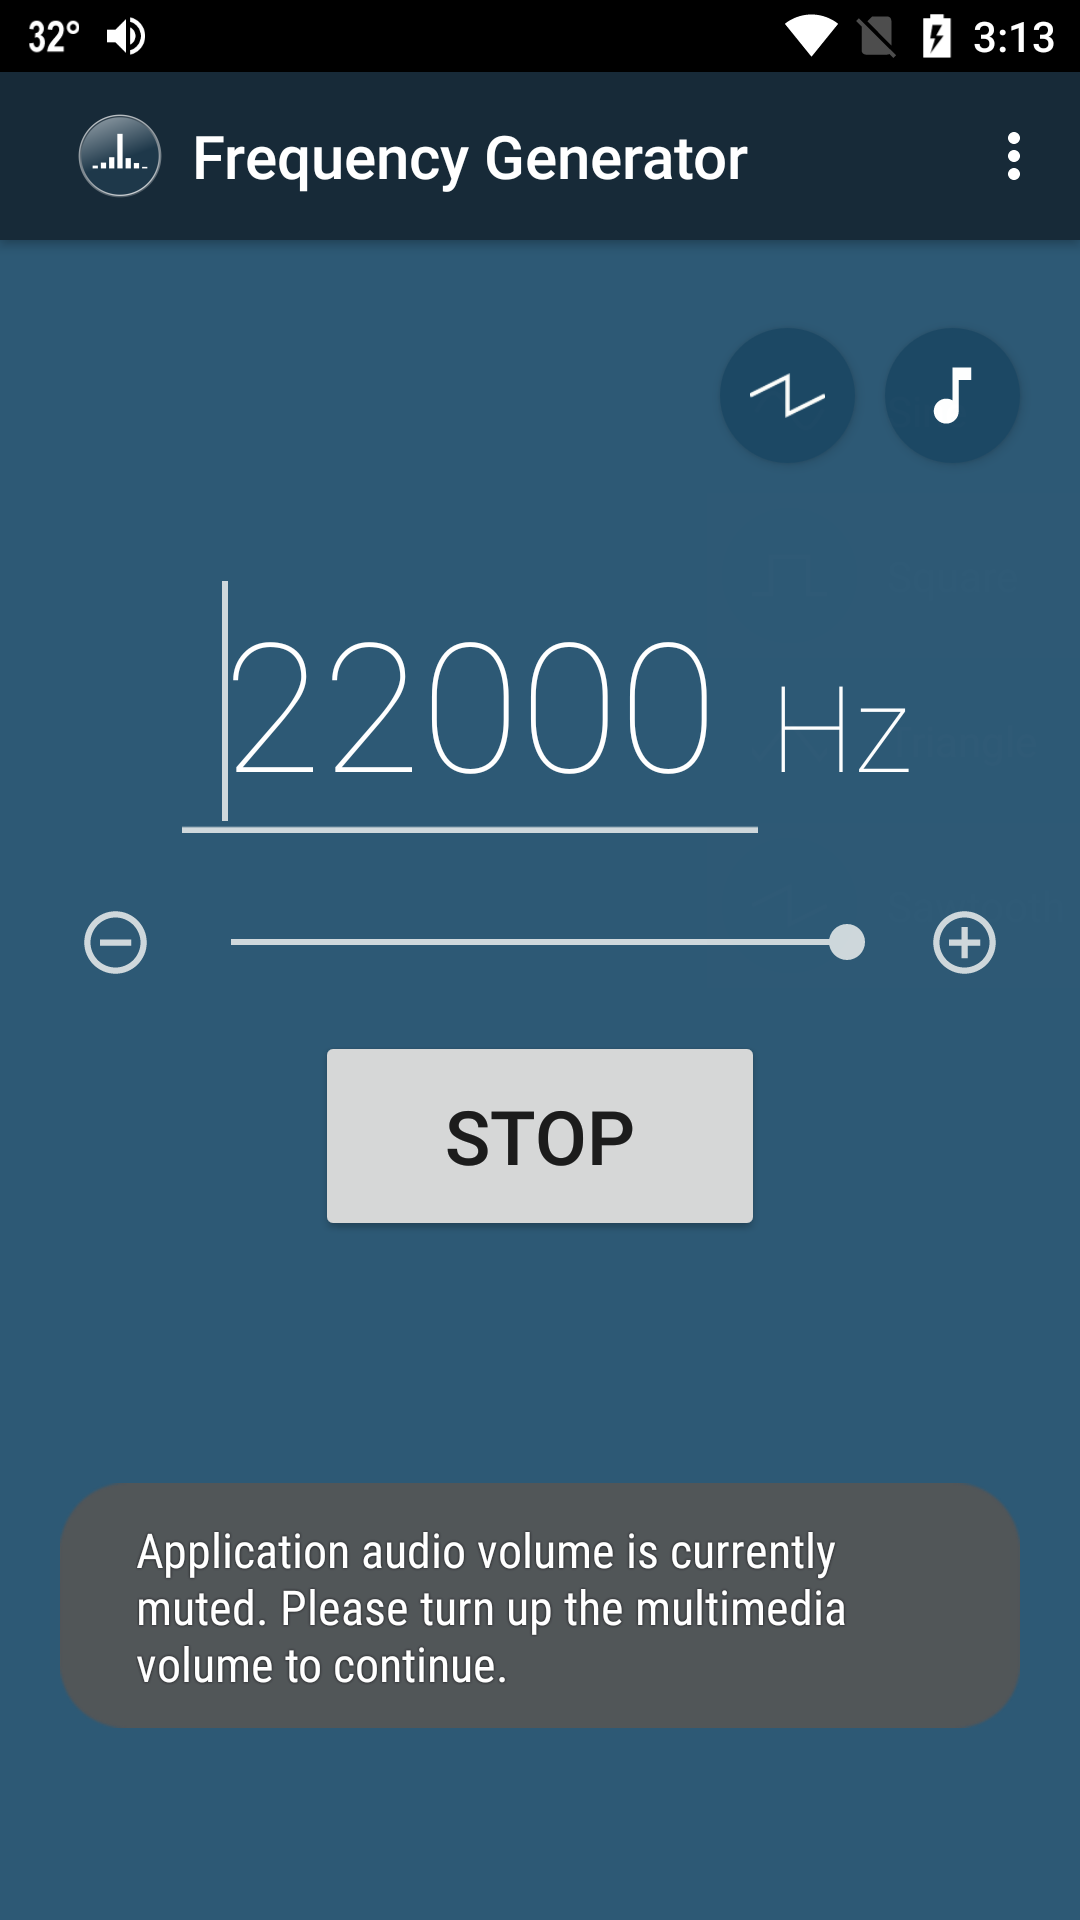 32°
3:13
Frequency Generator
22000 Hz
STOP
Application audio volume is currently
muted. Please turn up the multimedia
volume to continue.